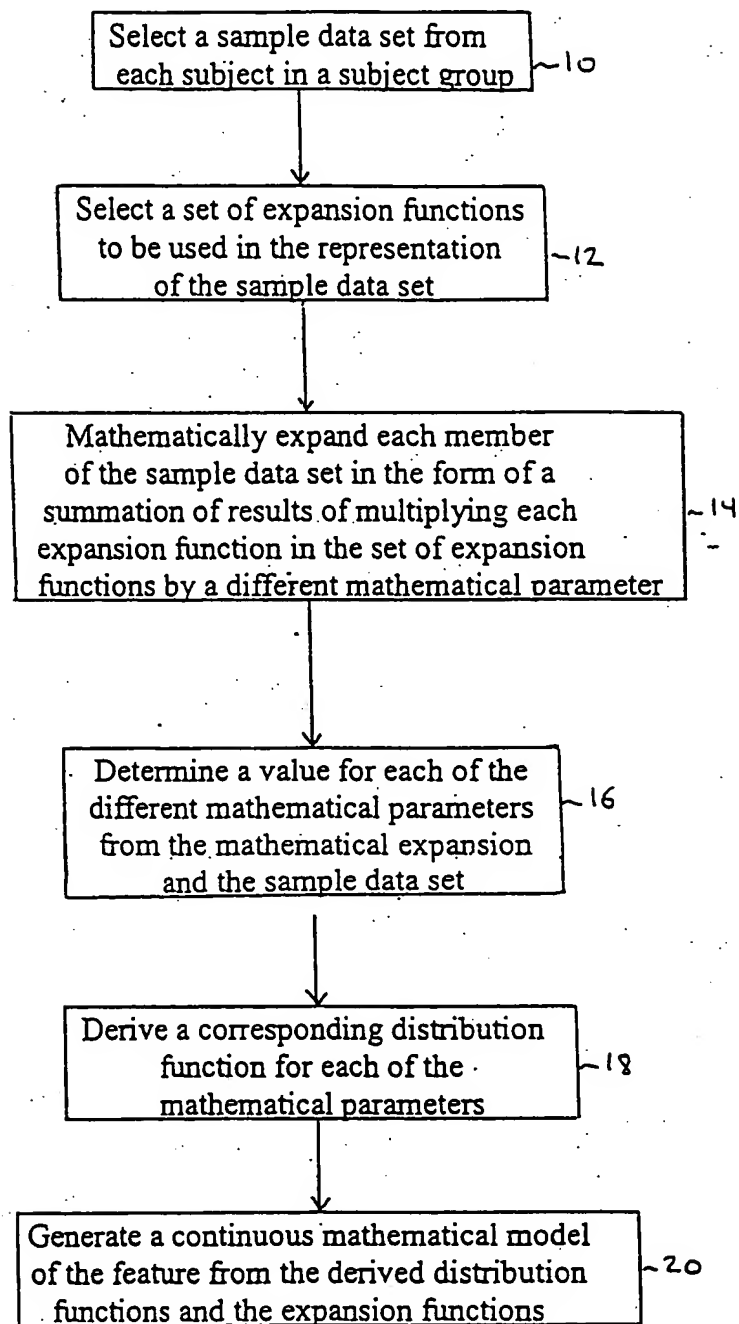 Select a sample data set from
each subject in a subject group
~10
Select a set of expansion functions
to be used in the representation
of the sample data set
~12
Mathematically expand each member
of the sample data set in the form of a
summation of results of multiplying each
expansion function in the set of expansion
functions by a different mathematical parameter
~14
Determine a value for each of the
different mathematical parameters
from the mathematical expansion
and the sample data set
~16
Derive a corresponding distribution
function for each of the
mathematical parameters
~18
Generate a continuous mathematical model
of the feature from the derived distribution
functions and the expansion functions
~20